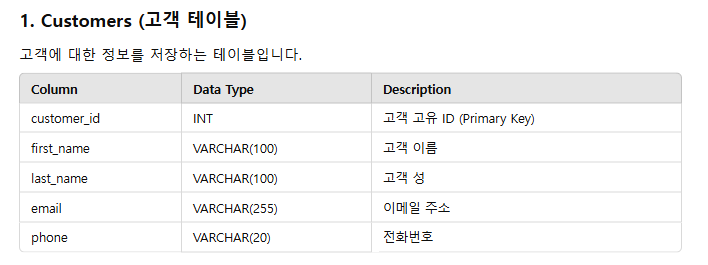 1. Customers (고객 테이블)
고객에 대한 정보를 저장하는 테이블입니다.
Column Data Type Description
customer_id INT 고객 고유 ID (Primary Key)
first_name VARCHAR(100) 고객 이름
last_name VARCHAR(100) 고객 성
email VARCHAR(255) 이메일 주소
phone VARCHAR(20) 전화번호